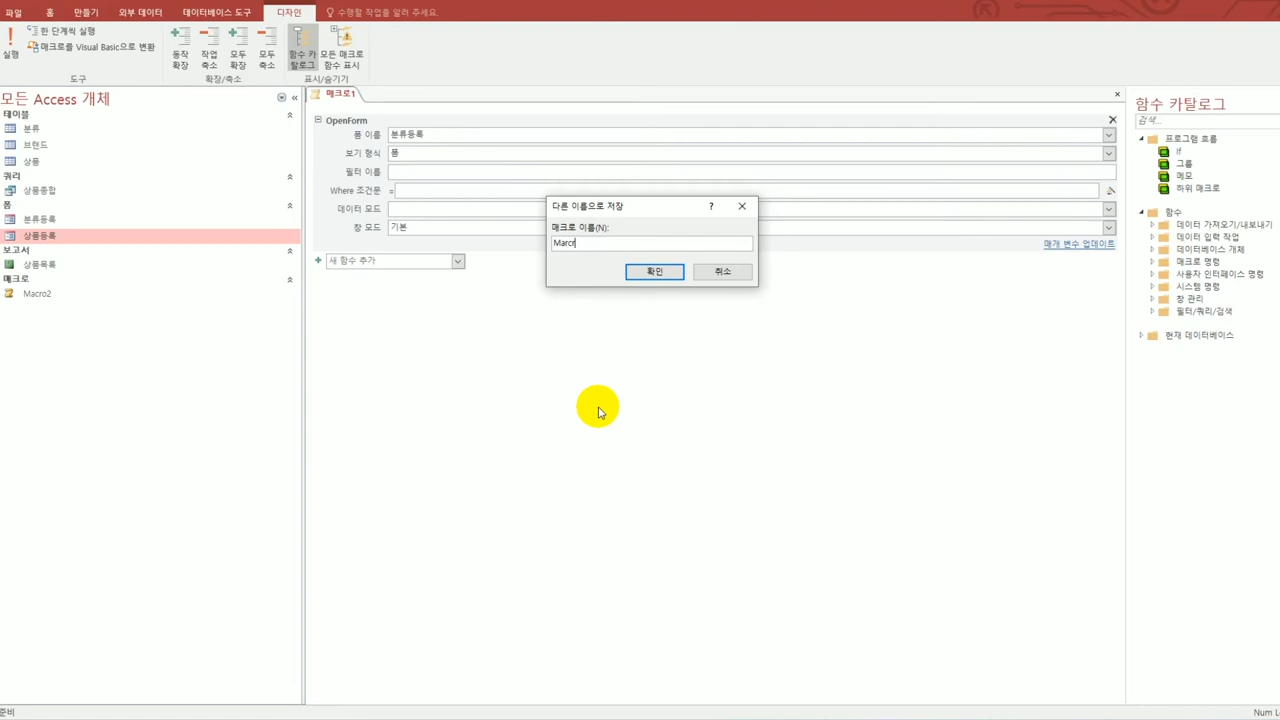 파일 홈 만들기 외부 데이터 데이터베이스 도구 디자인 수행할 작업을 알려 주세요.
실행
한 단계씩 실행
매크로를 Visual Basic으로 변환
도구
동작 확장
작업 축소
모두 확장
모두 축소
확장/축소
함수 카탈로그
모든 매크로 함수 표시
표시/숨기기
모든 Access 개체
테이블
분류
브랜드
상품
쿼리
상품종합
폼
분류등록
상품등록
보고서
상품목록
매크로
Macro2
매크로1
OpenForm
폼 이름 분류등록
보기 형식 폼
필터 이름
Where 조건문 =
데이터 모드
창 모드 기본
매개 변수 업데이트
새 함수 추가
다른 이름으로 저장 ?
매크로 이름(N):
Marcr
확인 취소
함수 카탈로그
검색...
프로그램 흐름
If
그룹
메모
하위 매크로
함수
데이터 가져오기/내보내기
데이터 입력 작업
데이터베이스 개체
매크로 명령
사용자 인터페이스 명령
시스템 명령
창 관리
필터/쿼리/검색
현재 데이터베이스
준비
Num L